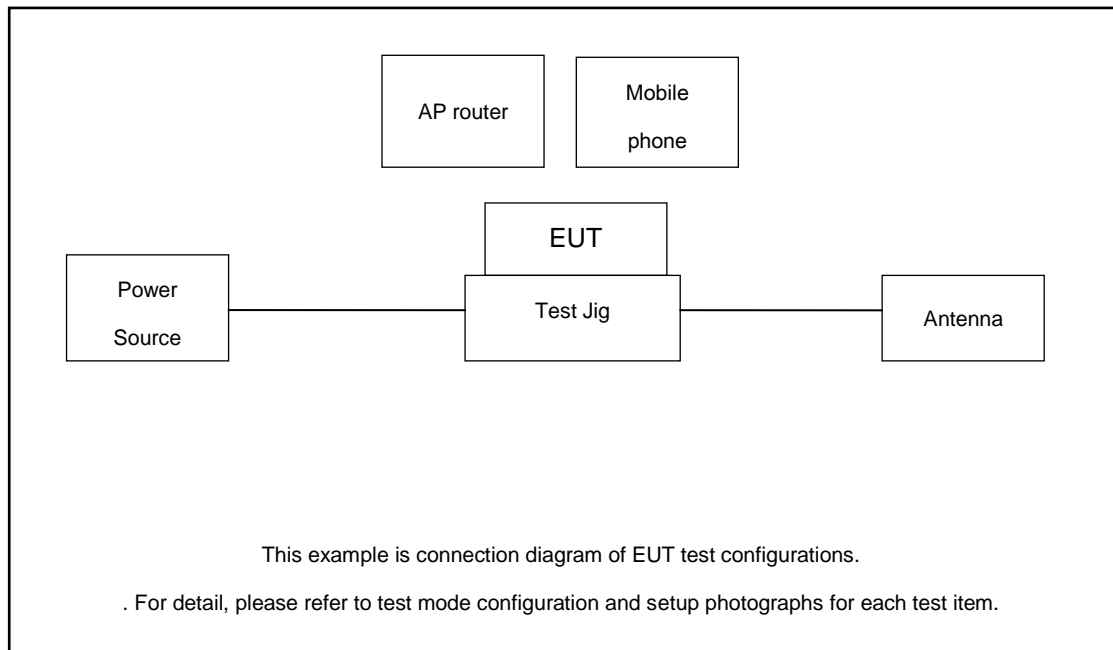 AP router
Mobile
phone
EUT
Power
Source
Test Jig
Antenna
This example is connection diagram of EUT test configurations.
. For detail, please refer to test mode configuration and setup photographs for each test item.